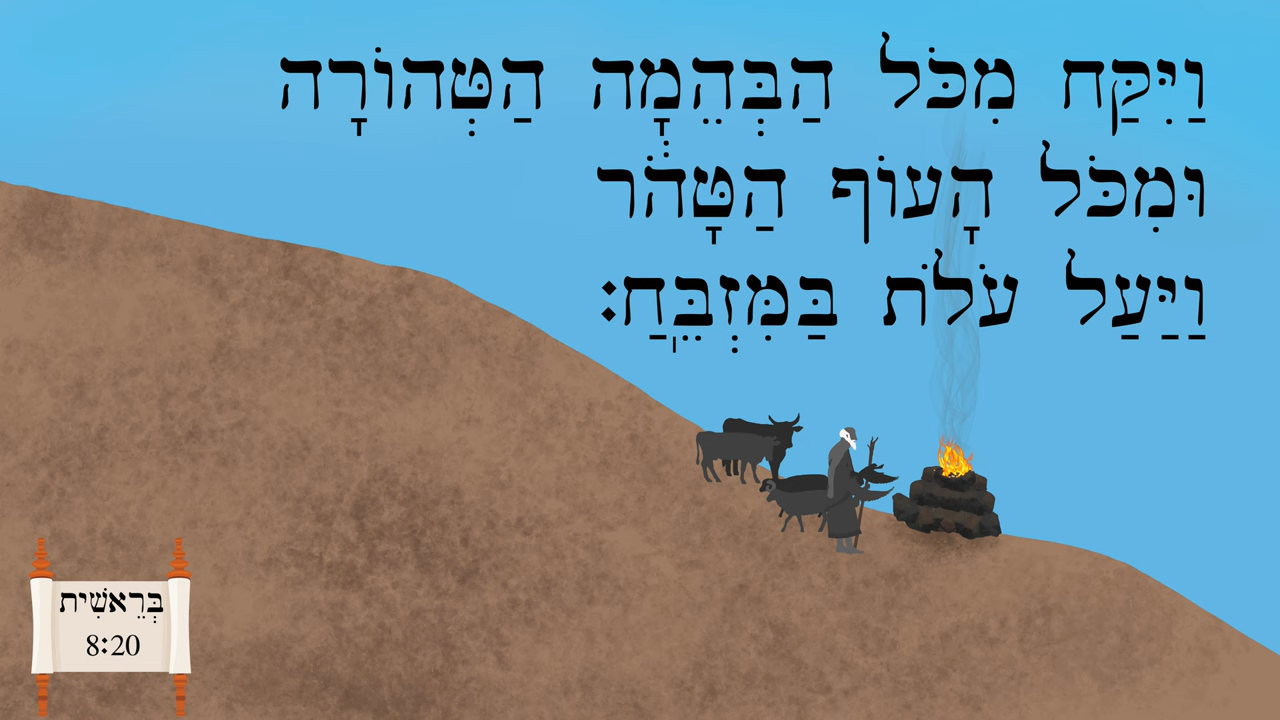 וַיִּקַּח מִכֹּל הַבְּהֵמָה הַטְּהוֹרָה
וּמִכֹּל הָעוֹף הַטָּהֹ֔ר
וַיַּעַל עֹלֹת בַּמִּזְבֵּֽחַ׃
בְּרֵאשִׁית
8:20